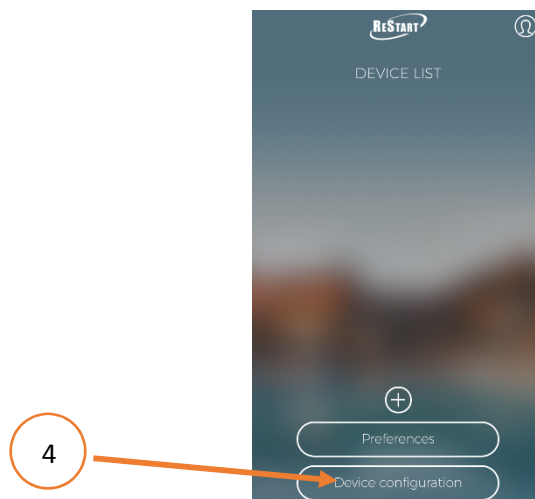 ReStart
DEVICE LIST
Preferences
4
Device configuration